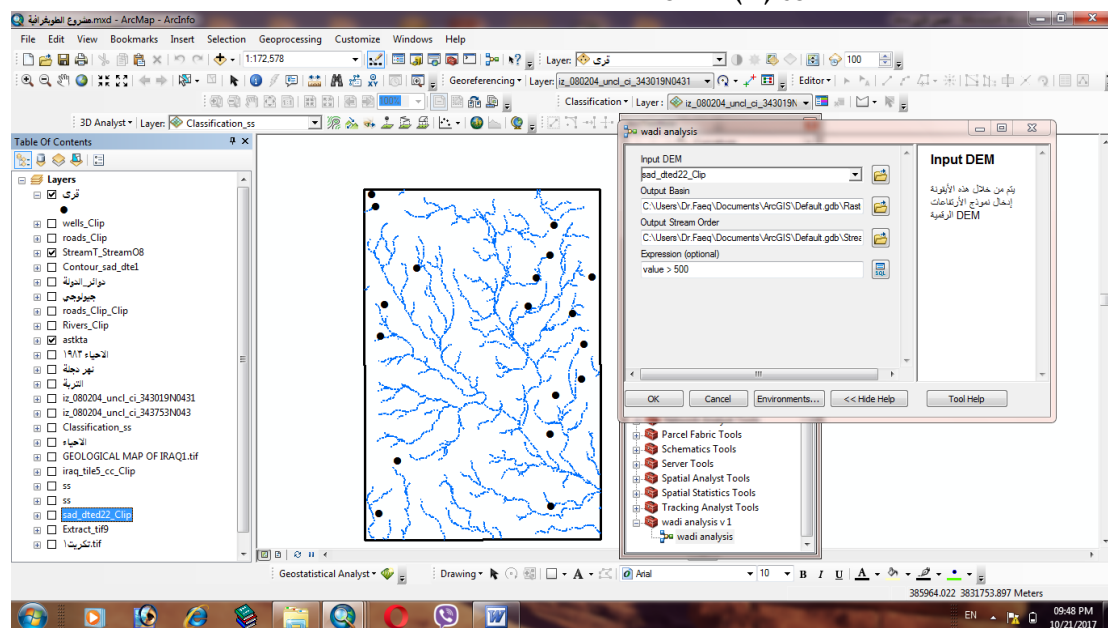 مشروع الطوبغرافية.mxd - ArcMap - ArcInfo
File Edit View Bookmarks Insert Selection Geoprocessing Customize Windows Help
1:172,578 Layer: قرى 100
Georeferencing Layer: iz_080204_uncl_ci_343019N0431 Editor
100% Classification Layer: iz_080204_uncl_ci_343019N
3D Analyst Layer: Classification_ss
Table Of Contents
Layers
قرى
wells_Clip
roads_Clip
StreamT_StreamO8
Contour_sad_dte1
دوائر_الدولة
جيولوجي
roads_Clip_Clip
Rivers_Clip
astkta
الاحياء ١٩٨٣
نهر دجلة
التربة
iz_080204_uncl_ci_343019N0431
iz_080204_uncl_ci_343753N043
Classification_ss
الاحياء
GEOLOGICAL MAP OF IRAQ1.tif
iraq_tile5_cc_Clip
ss
ss
sad_dted22_Clip
Extract_tif9
تكريت١.tif
wadi analysis
Input DEM
sad_dted22_Clip
Output Basin
C:\Users\Dr.Faeq\Documents\ArcGIS\Default.gdb\Rast
Output Stream Order
C:\Users\Dr.Faeq\Documents\ArcGIS\Default.gdb\Strea
Expression (optional)
value > 500
SQL
Input DEM
يتم من خلال هذه الأيقونة
إدخال نموذج الأرتفاعات
الرقمية DEM
OK Cancel Environments... << Hide Help Tool Help
Parcel Fabric Tools
Schematics Tools
Server Tools
Spatial Analyst Tools
Spatial Statistics Tools
Tracking Analyst Tools
wadi analysis v 1
wadi analysis
Geostatistical Analyst Drawing A Arial 10 B I U A
385964.022 3831753.897 Meters
EN 09:48 PM
10/21/2017